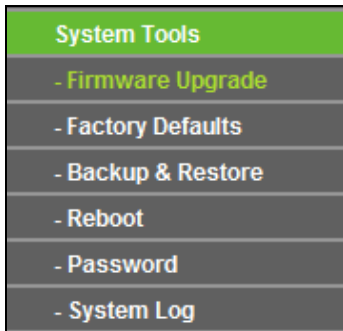 System Tools
- Firmware Upgrade
- Factory Defaults
- Backup & Restore
- Reboot
- Password
- System Log